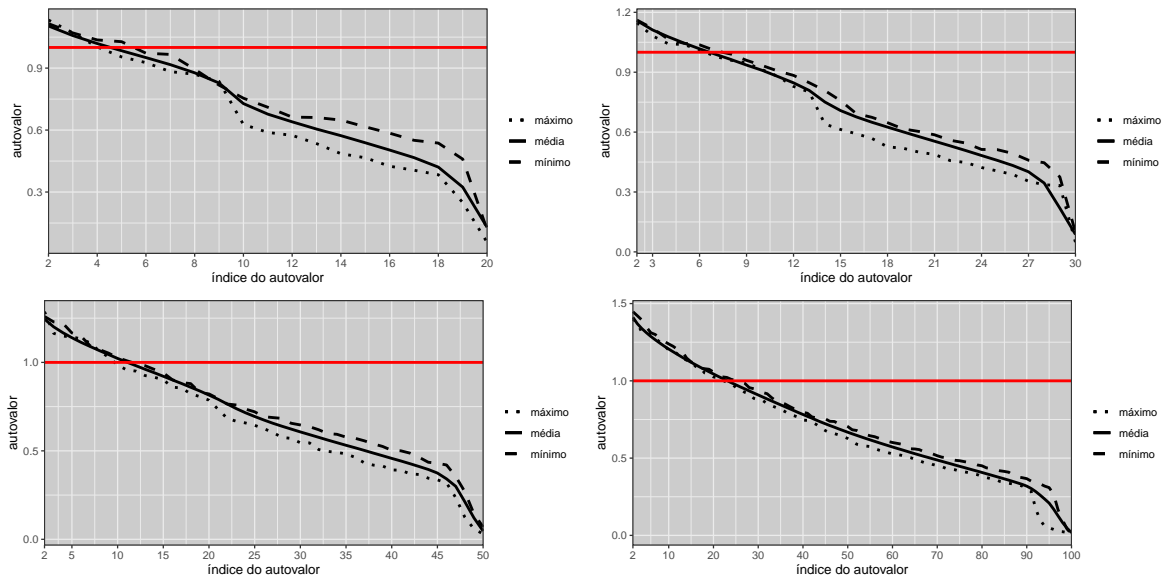 autovalor
0.9
0.6
0.3
2 4 6 8 10 12 14 16 18 20
índice do autovalor
máximo
média
mínimo
autovalor
1.2
0.9
0.6
0.3
0.0
2 3 6 9 12 15 18 21 24 27 30
índice do autovalor
máximo
média
mínimo
autovalor
1.0
0.5
0.0
2 5 10 15 20 25 30 35 40 45 50
índice do autovalor
máximo
média
mínimo
autovalor
1.5
1.0
0.5
0.0
2 10 20 30 40 50 60 70 80 90 100
índice do autovalor
máximo
média
mínimo